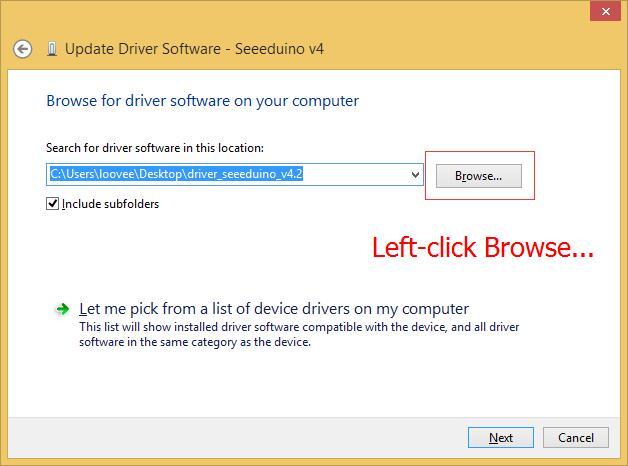 Update Driver Software - Seeeduino v4
Browse for driver software on your computer
Search for driver software in this location:
C:\Users\loovee\Desktop\driver_seeeduino_v4.2
Browse...
Include subfolders
Left-click Browse...
Let me pick from a list of device drivers on my computer
This list will show installed driver software compatible with the device, and all driver
software in the same category as the device.
Next
Cancel